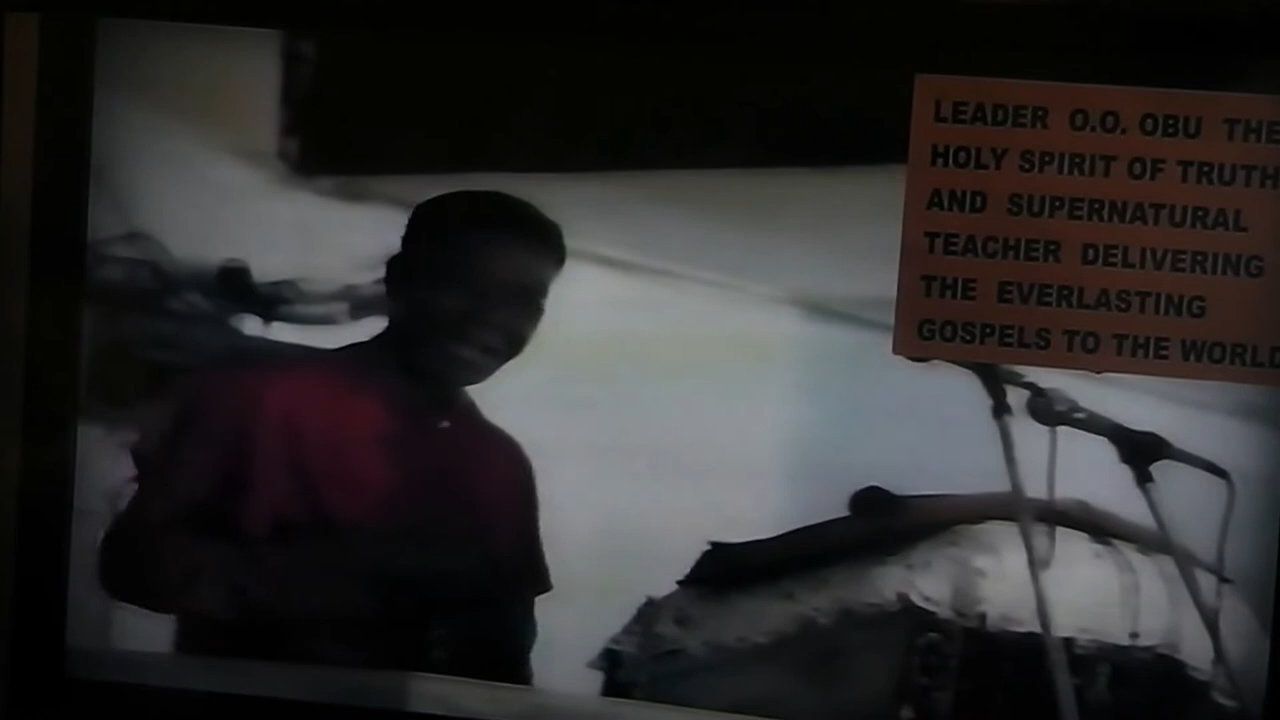 LEADER O.O. OBU THE
HOLY SPIRIT OF TRUTH
AND SUPERNATURAL
TEACHER DELIVERING
THE EVERLASTING
GOSPELS TO THE WORLD